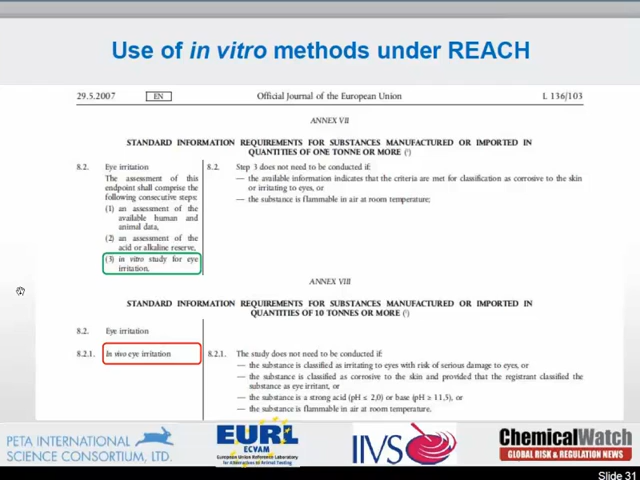 Use of in vitro methods under REACH
29.5.2007 EN Official Journal of the European Union L 136/103
ANNEX VII
STANDARD INFORMATION REQUIREMENTS FOR SUBSTANCES MANUFACTURED OR IMPORTED IN
QUANTITIES OF ONE TONNE OR MORE (¹)
8.2. Eye irritation
The assessment of this
endpoint shall comprise the
following consecutive steps:
(1) an assessment of the
available human and
animal data,
(2) an assessment of the
acid or alkaline reserve,
(3) in vitro study for eye
irritation.
8.2. Step 3 does not need to be conducted if:
— the available information indicates that the criteria are met for classification as corrosive to the skin
or irritating to eyes, or
— the substance is flammable in air at room temperature;
ANNEX VIII
STANDARD INFORMATION REQUIREMENTS FOR SUBSTANCES MANUFACTURED OR IMPORTED IN
QUANTITIES OF 10 TONNES OR MORE (¹)
8.2. Eye irritation
8.2.1. In vivo eye irritation
8.2.1. The study does not need to be conducted if:
— the substance is classified as irritating to eyes with risk of serious damage to eyes, or
— the substance is classified as corrosive to the skin and provided that the registrant classified the
substance as eye irritant, or
— the substance is a strong acid (pH ≤ 2,0) or base (pH ≥ 11,5), or
— the substance is flammable in air at room temperature.
PETA INTERNATIONAL
SCIENCE CONSORTIUM, LTD.
EURL
ECVAM
European Union Reference Laboratory
for Alternatives to Animal Testing
IIVS
ChemicalWatch
GLOBAL RISK & REGULATION NEWS
Slide 31